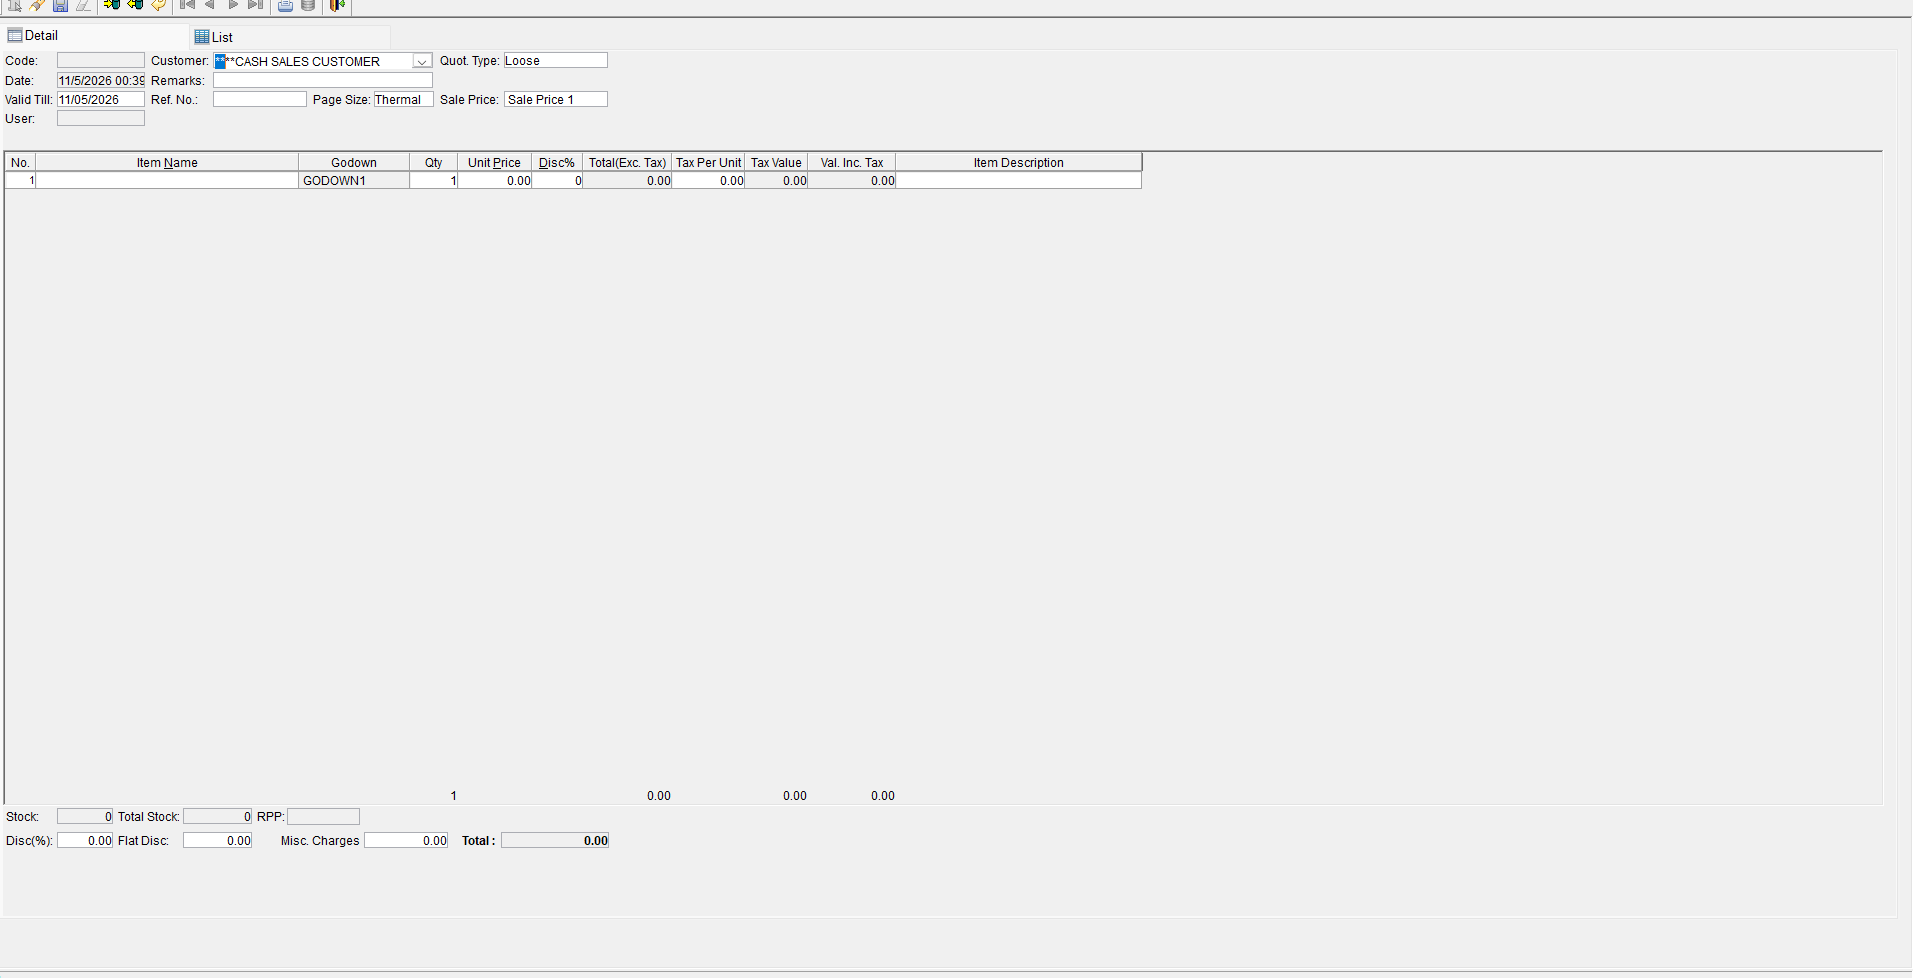 Detail List
Code: Customer: ****CASH SALES CUSTOMER Quot. Type: Loose
Date: 11/5/2026 00:39 Remarks:
Valid Till: 11/05/2026 Ref. No.: Page Size: Thermal Sale Price: Sale Price 1
User:
No. Item Name Godown Qty Unit Price Disc% Total(Exc. Tax) Tax Per Unit Tax Value Val. Inc. Tax Item Description
1 GODOWN1 1 0.00 0 0.00 0.00 0.00 0.00
1 0.00 0.00 0.00
Stock: 0 Total Stock: 0 RPP:
Disc(%): 0.00 Flat Disc: 0.00 Misc. Charges 0.00 Total : 0.00